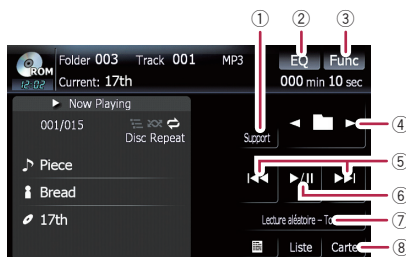 ① ② ③
ROM Folder 003 Track 001 MP3 EQ Func
12:02 Current: 17th 000 min 10 sec
Now Playing
001/015
Disc Repeat
Support
④
Piece
⑤
Bread
⑥
17th
Lecture aléatoire –
⑦
Liste Carte
⑧